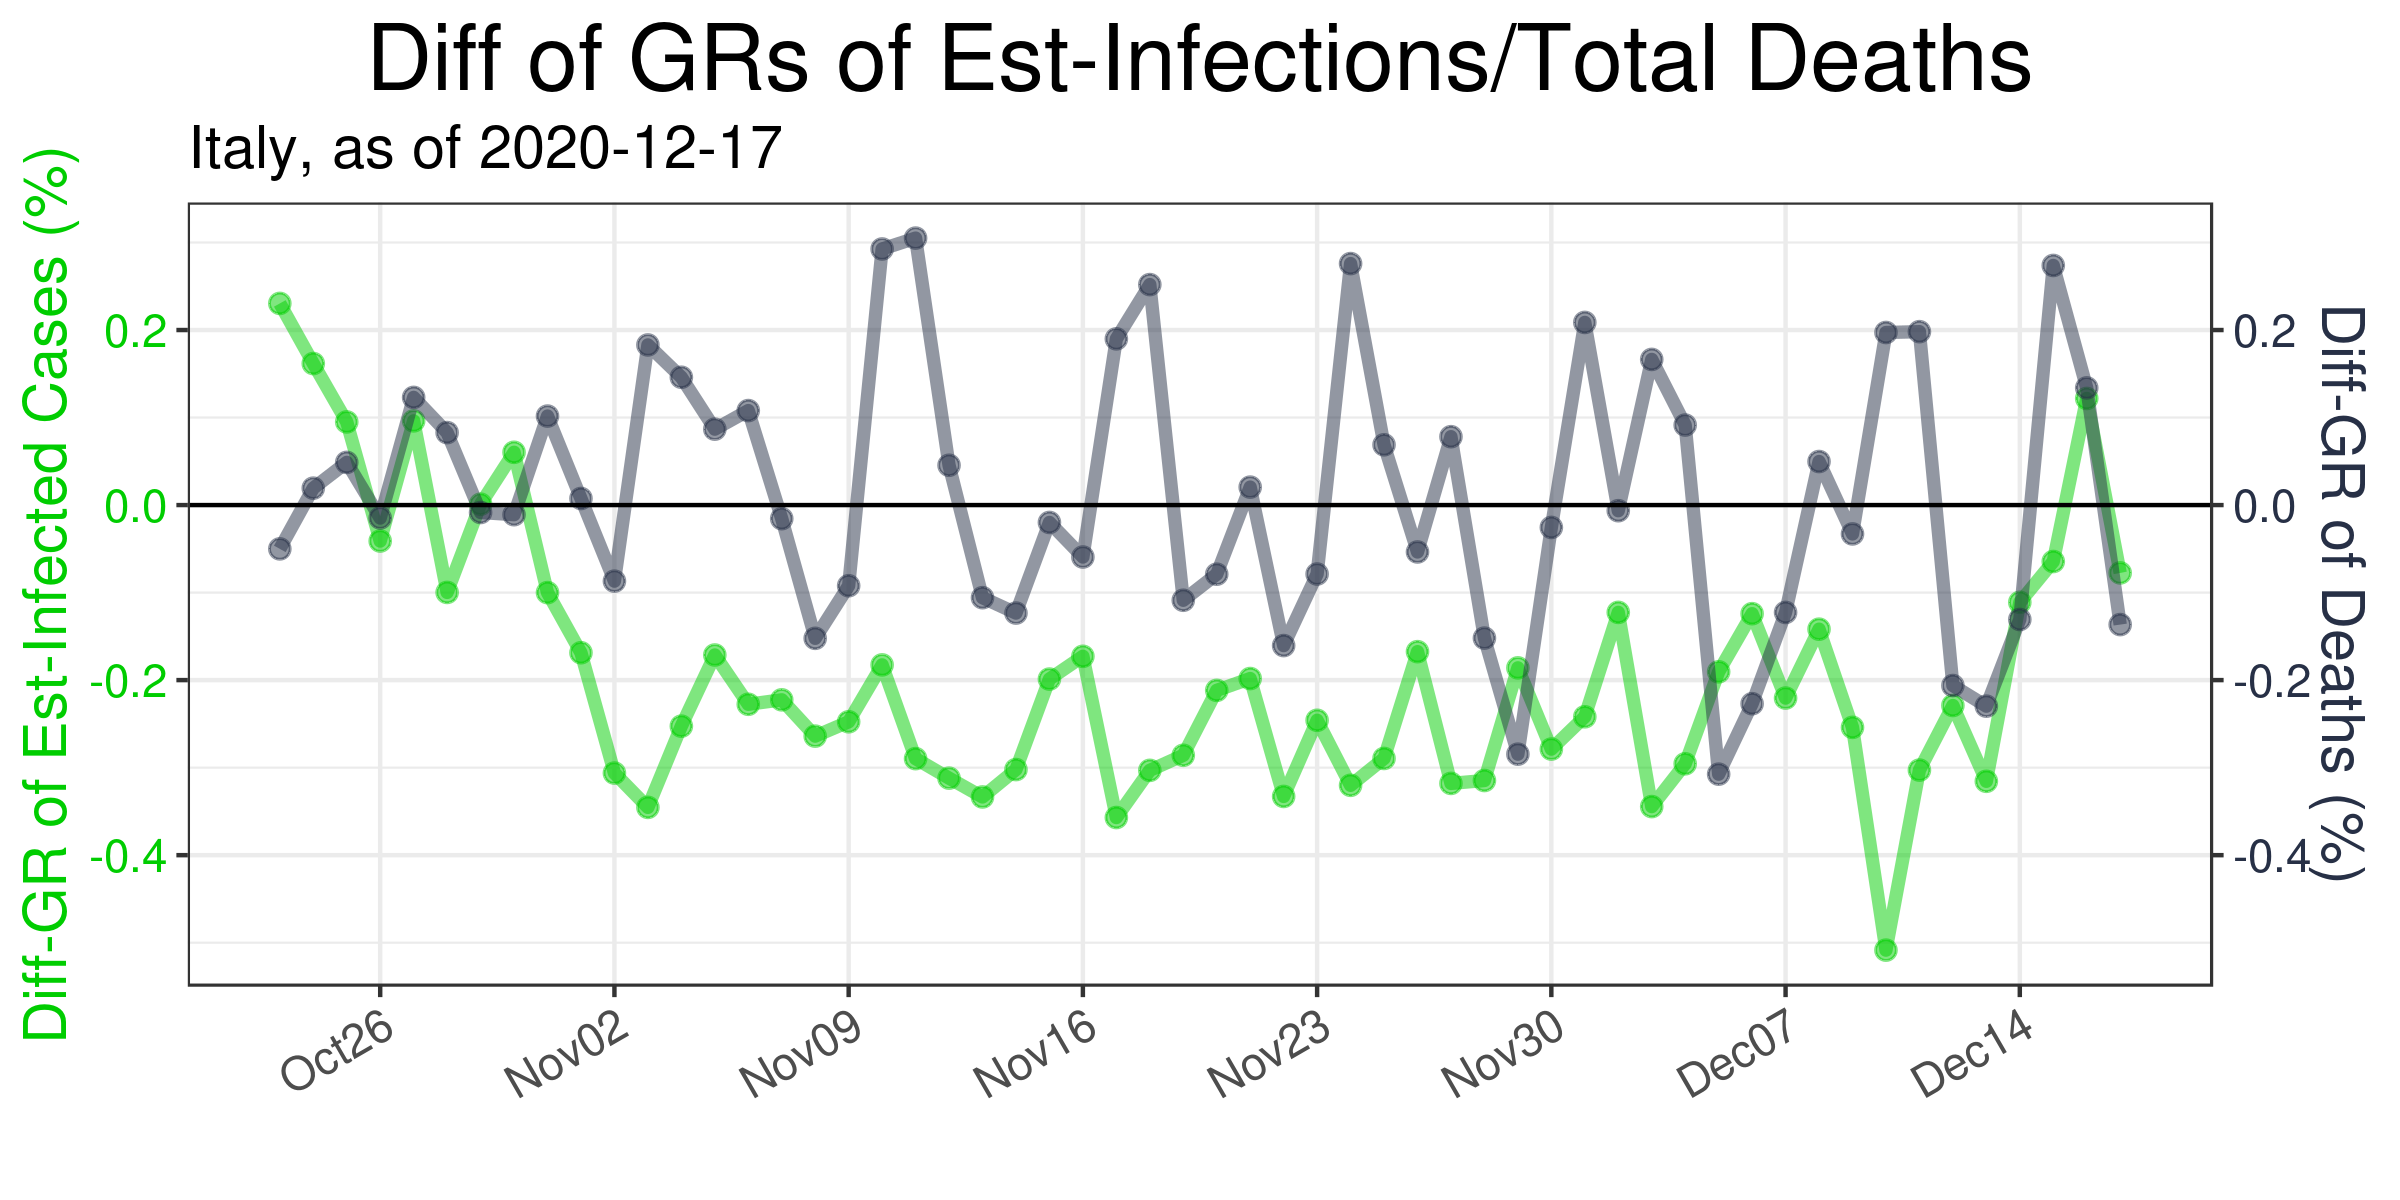 Diff of GRs of Est-Infections/Total Deaths
Italy, as of 2020-12-17
Diff-GR of Est-Infected Cases (%)
0.2
0.0
-0.2
-0.4
0.2
0.0
-0.2
-0.4
Diff-GR of Deaths (%)
Oct26
Nov02
Nov09
Nov16
Nov23
Nov30
Dec07
Dec14